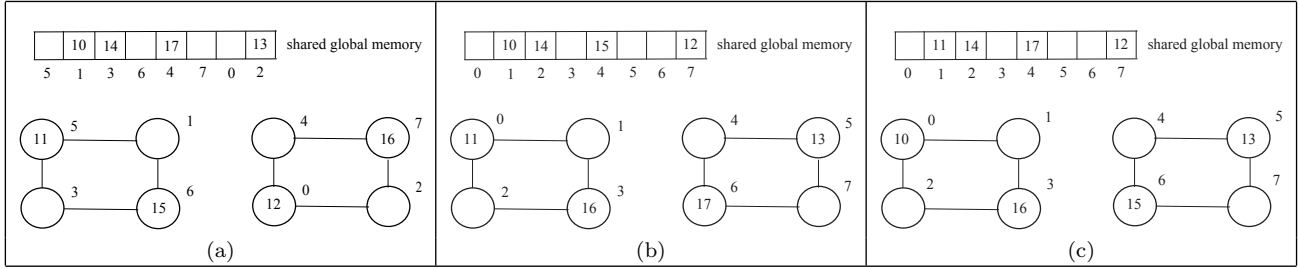 10 14 17 13 shared global memory
5 1 3 6 4 7 0 2
5 1 4 7
11 16
3 6 0 2
15 12
(a)
10 14 15 12 shared global memory
0 1 2 3 4 5 6 7
0 1 4 5
11 13
2 3 6 7
16 17
(b)
11 14 17 12 shared global memory
0 1 2 3 4 5 6 7
0 1 4 5
10 13
2 3 6 7
16 15
(c)